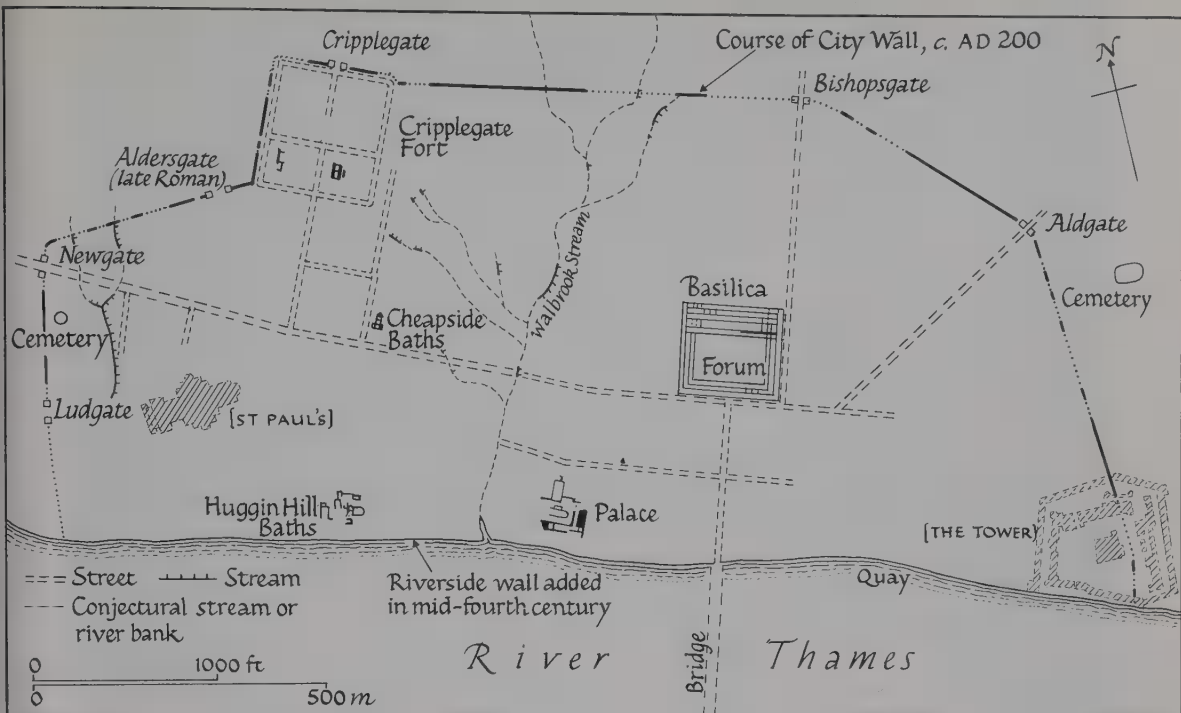 Cripplegate
Course of City Wall, c. AD 200
N
Bishopsgate
Cripplegate
Fort
Aldersgate
(late Roman)
Newgate
Aldgate
Walbrook Stream
Basilica
Cemetery
Cemetery
Cheapside
Baths
Forum
Ludgate
[ST PAUL'S]
Huggin Hill
Baths
Palace
[THE TOWER]
Street
Stream
Conjectural stream or
river bank
Riverside wall added
in mid-fourth century
Quay
0 1000 ft
0 500 m
River Thames
Bridge